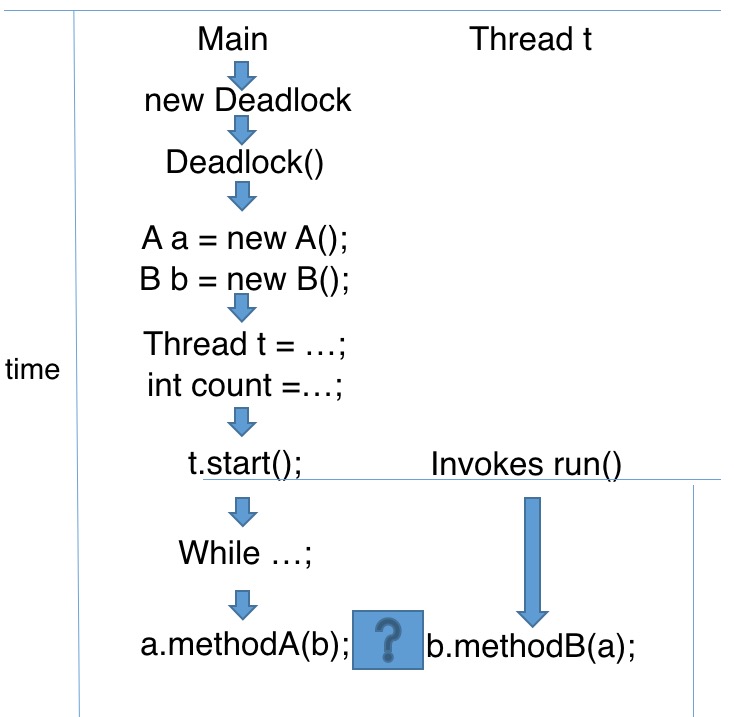 Main Thread t
new Deadlock
Deadlock()
A a = new A();
B b = new B();
Thread t = …;
int count =…;
time
t.start(); Invokes run()
While …;
a.methodA(b); ? b.methodB(a);